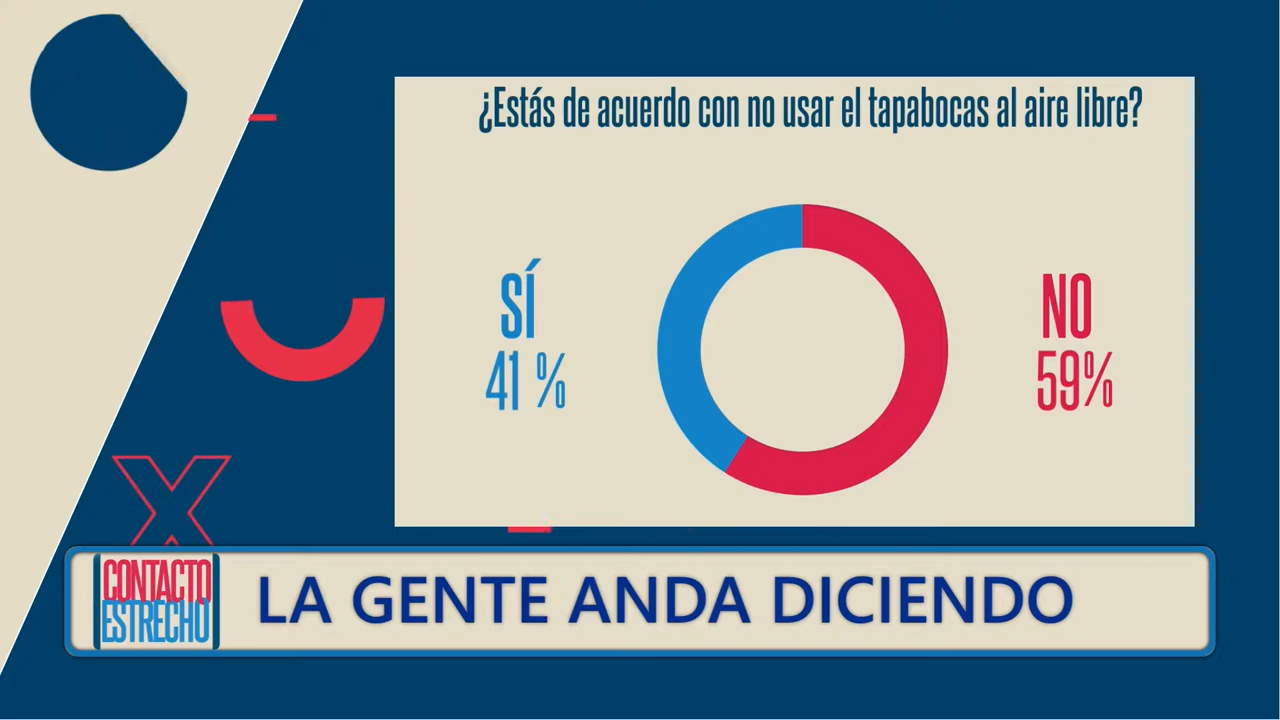 ¿Estás de acuerdo con no usar el tapabocas al aire libre?
SÍ
41 %
NO
59%
X
CONTACTO
ESTRECHO
LA GENTE ANDA DICIENDO